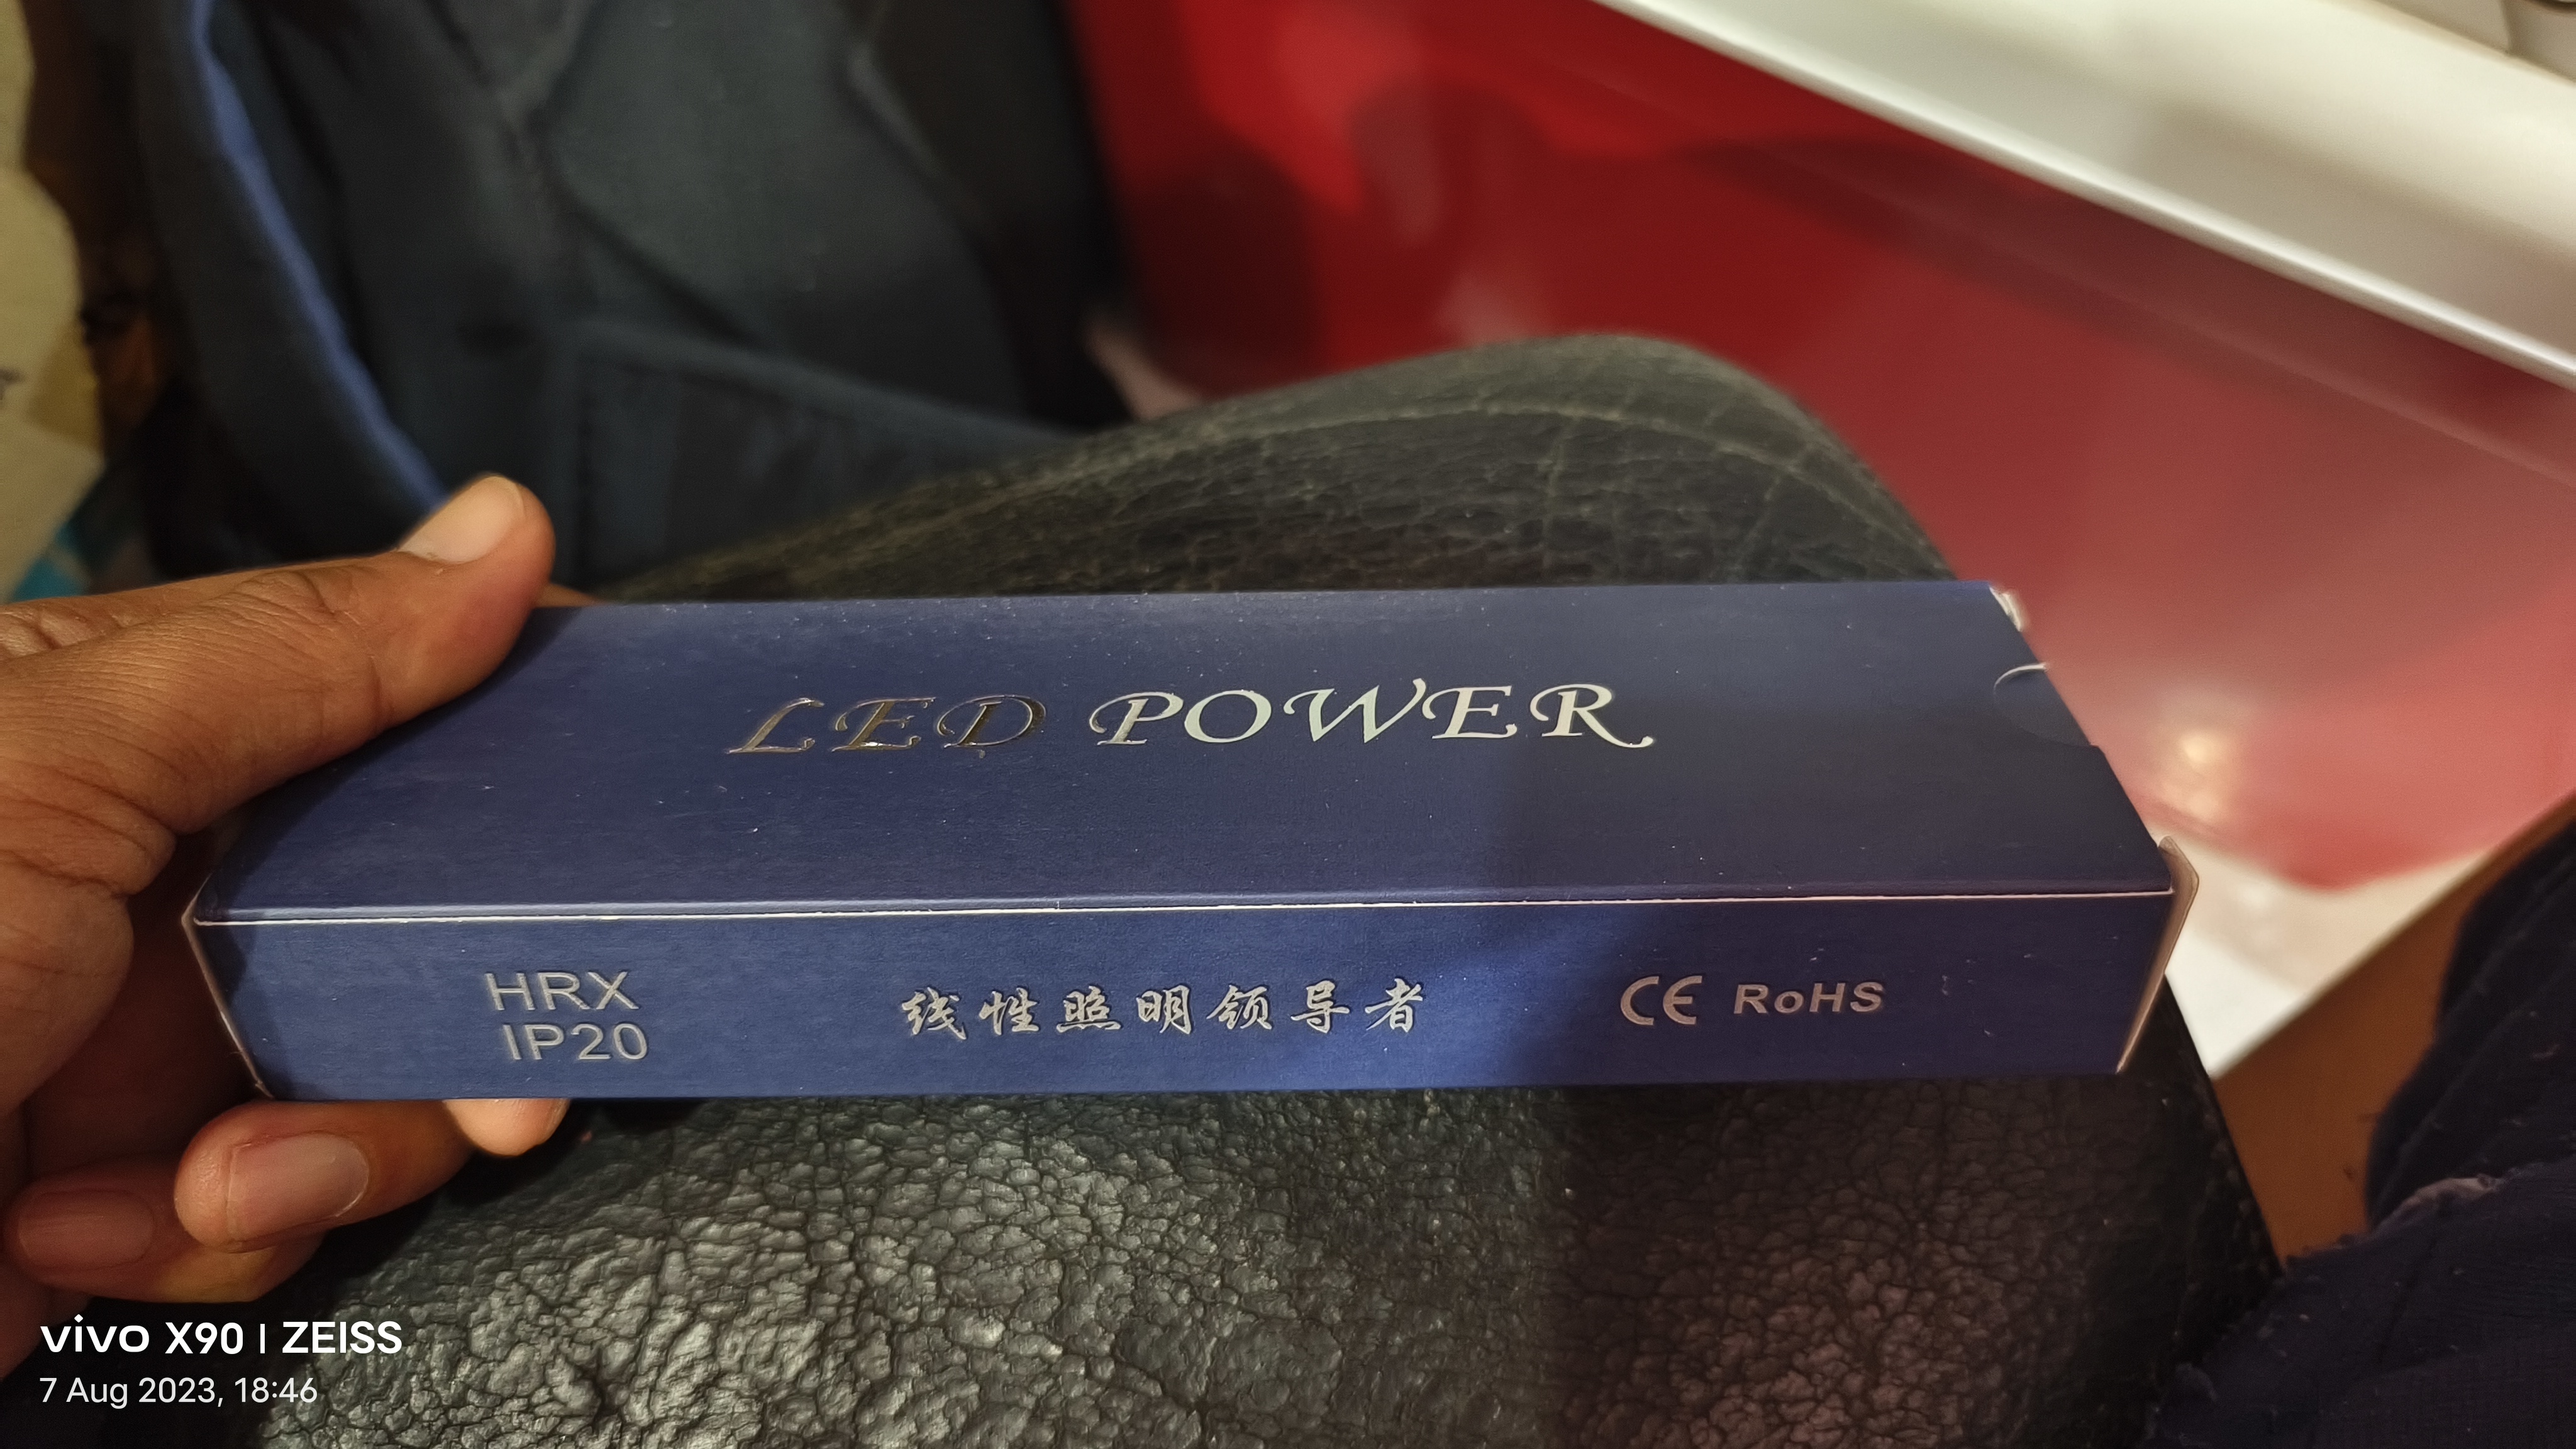 LED POWER
HRX
IP20
线性照明领导者
CE RoHS
vivo X90 | ZEISS
7 Aug 2023, 18:46